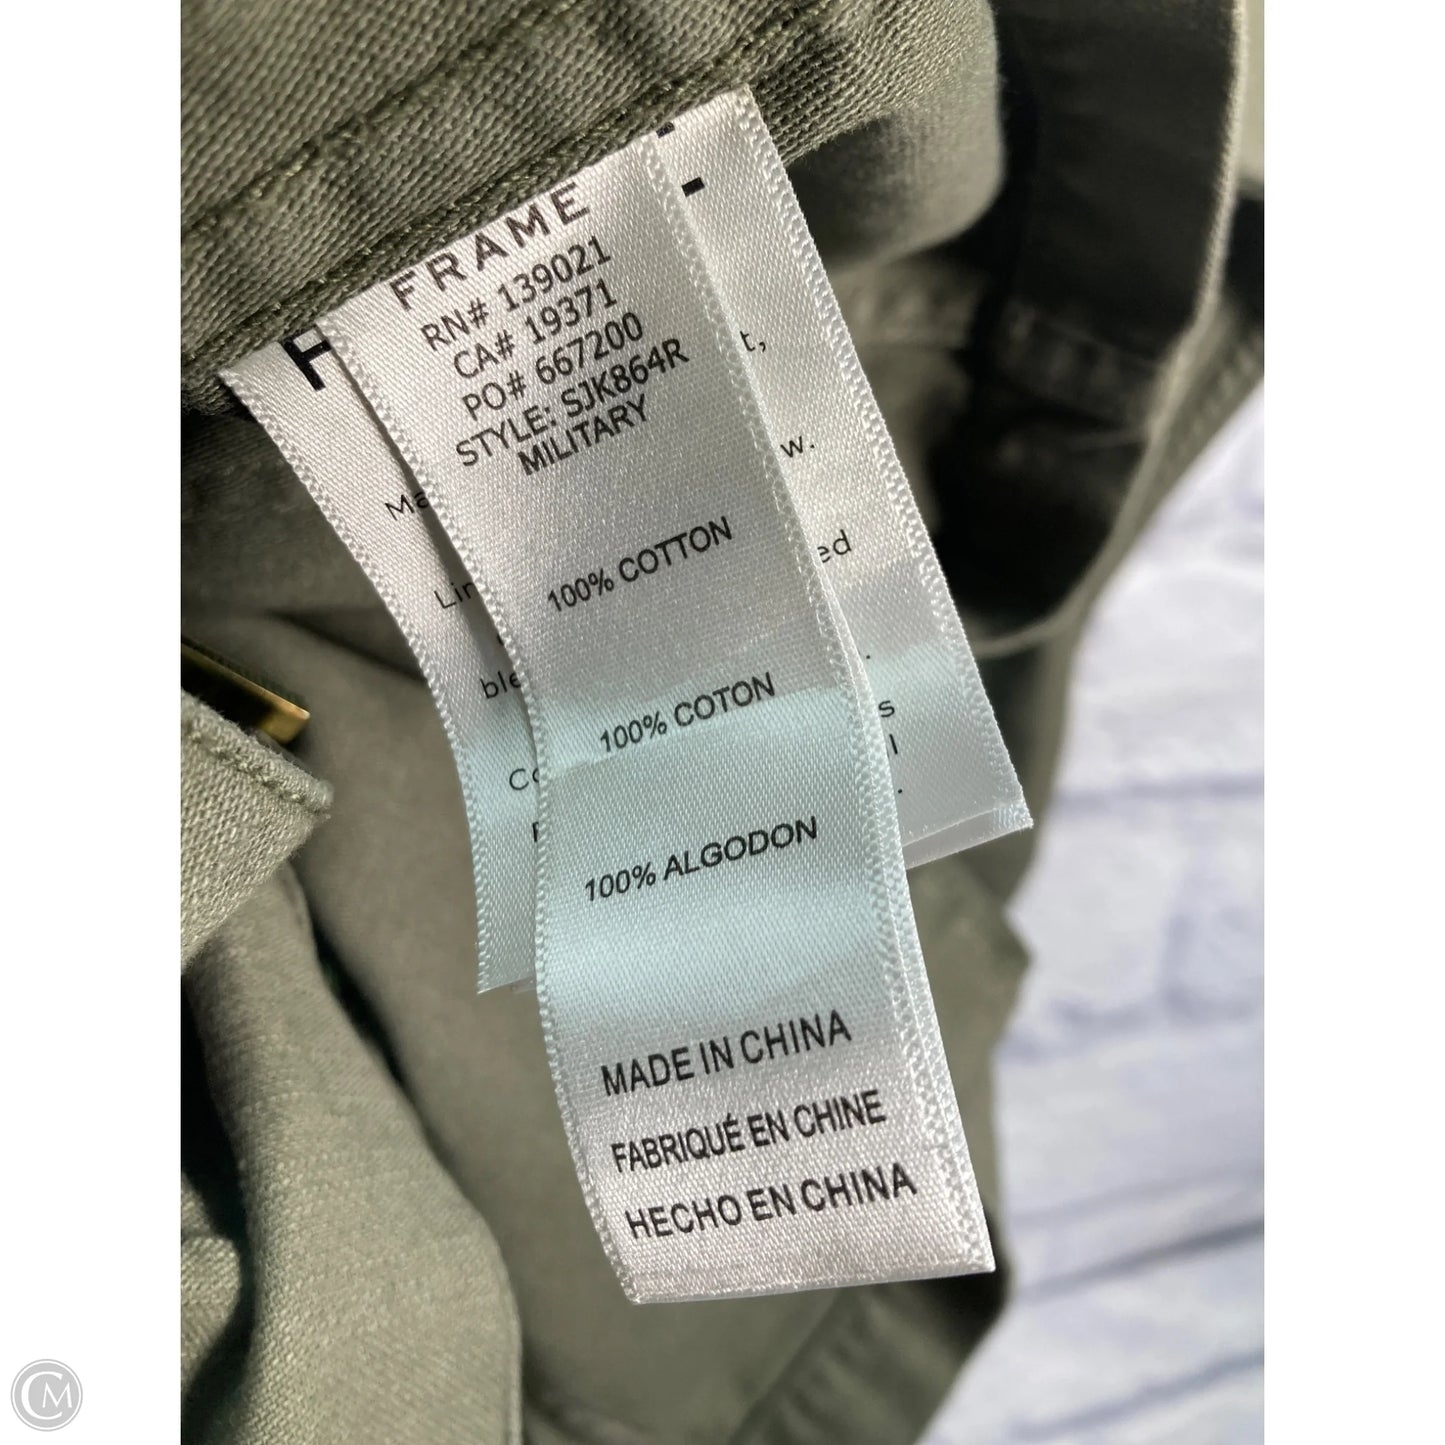 FRAME
RN# 139021
CA# 19371
PO# 667200
STYLE: SJK864R
MILITARY
100% COTTON
100% COTON
100% ALGODON
MADE IN CHINA
FABRIQUÉ EN CHINE
HECHO EN CHINA
t,
w.
CM